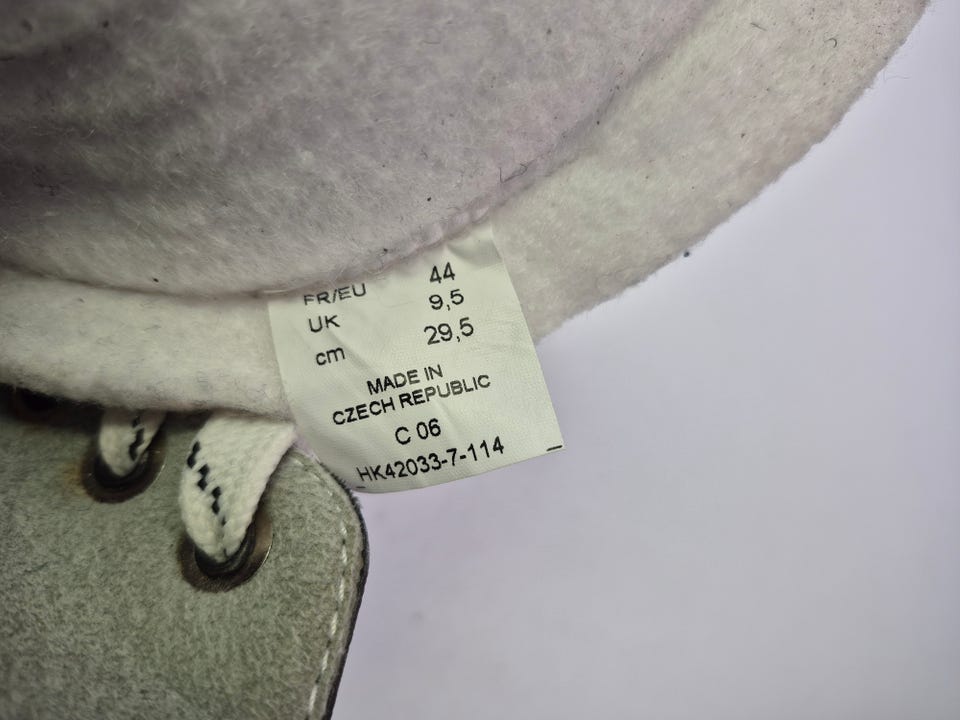 FR/EU 44
UK 9,5
cm 29,5
MADE IN
CZECH REPUBLIC
C 06
HK42033-7-114